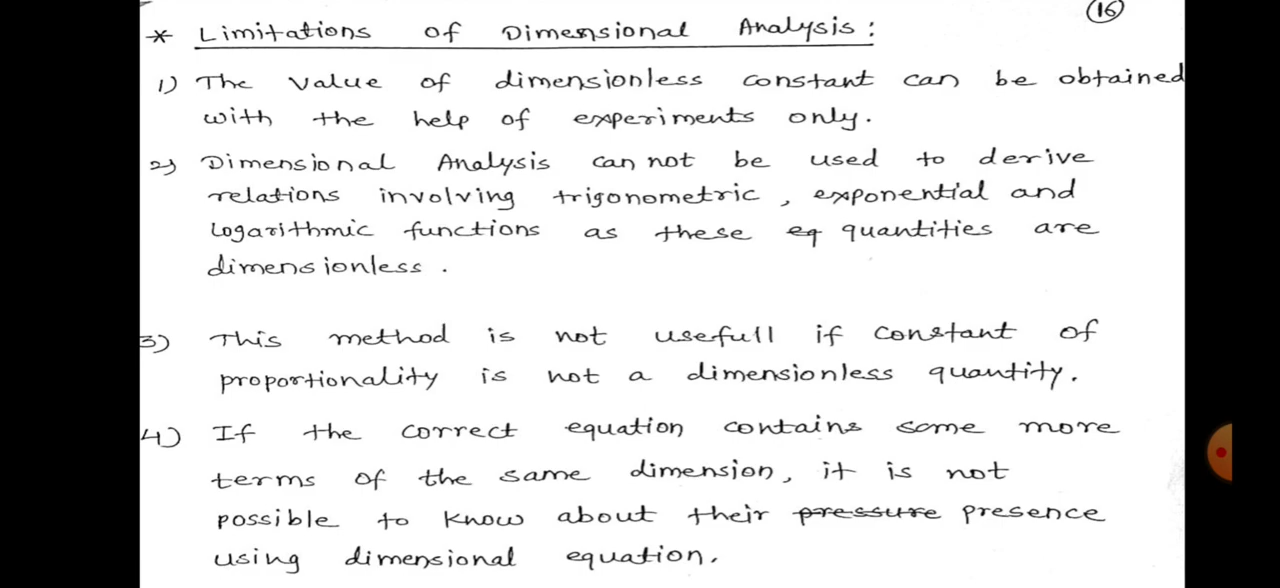 16
* Limitations of Dimensional Analysis :
1) The value of dimensionless constant can be obtained
with the help of experiments only.
2) Dimensional Analysis can not be used to derive
relations involving trigonometric, exponential and
logarithmic functions as these eq quantities are
dimensionless.
3) This method is not usefull if constant of
proportionality is not a dimensionless quantity.
4) If the correct equation contains some more
terms of the same dimension, it is not
possible to know about their pressure presence
using dimensional equation.